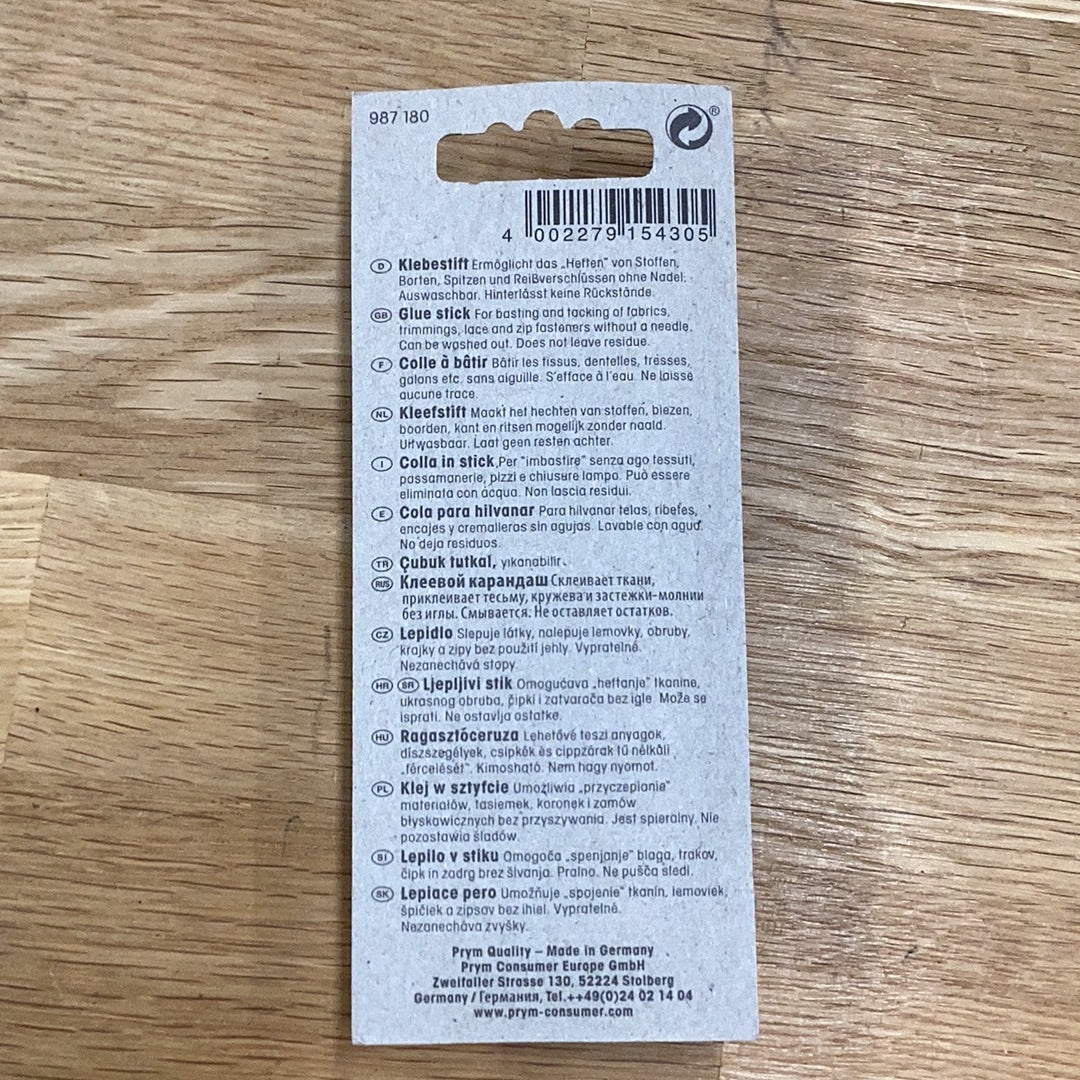 987 180
®
4 002279 154305
D Klebestift Ermöglicht das „Heften“ von Stoffen,
Borten, Spitzen und Reißverschlüssen ohne Nadel.
Auswaschbar. Hinterlässt keine Rückstände.
GB Glue stick For basting and tacking of fabrics,
trimmings, lace and zip fasteners without a needle.
Can be washed out. Does not leave residue.
F Colle à bâtir Bâtir les tissus, dentelles, tresses,
galons etc. sans aiguille. S'efface à l'eau. Ne laisse
aucune trace.
NL Kleefstift Maakt het hechten van stoffen, biezen,
boorden, kant en ritsen mogelijk zonder naald.
Uitwasbaar. Laat geen resten achter.
I Colla in stick Per "imbastire" senza ago tessuti,
passamanerie, pizzi e chiusure lampo. Può essere
eliminata con acqua. Non lascia residui.
E Cola para hilvanar Para hilvanar telas, ribetes,
encajes y cremalleras sin agujas. Lavable con agua.
No deja residuos.
TR Çubuk tutkal, yıkanabilir.
RUS Клеевой карандаш Склеивает ткани,
приклеивает тесьму, кружева и застежки-молнии
без иглы. Смывается. Не оставляет остатков.
CZ Lepidlo Slepuje látky, nalepuje lemovky, obruby,
krajky a zipy bez použití jehly. Vypratelné.
Nezanechává stopy.
HR SR Ljepljivi stik Omogućava „heftanje“ tkanine,
ukrasnog obruba, čipki i zatvarača bez igle. Može se
isprati. Ne ostavlja ostatke.
HU Ragasztóceruza Lehetővé teszi anyagok,
díszszegélyek, csipkék és cippzárak tű nélküli
„fércelését“. Kimosható. Nem hagy nyomot.
PL Klej w sztyfcie Umożliwia „przyczepianie“
materiałów, tasiemek, koronek i zamów
błyskawicznych bez przyszywania. Jest spieralny. Nie
pozostawia śladów.
SI Lepilo v stiku Omogoča „spenjanje“ blaga, trakov,
čipk in zadrg brez šivanja. Pralno. Ne pušča sledi.
SK Lepiace pero Umožňuje „spojenie“ tkanín, lemoviek,
špičiek a zipsov bez ihiel. Vyprateľné.
Nezanecháva zvyšky.
Prym Quality – Made in Germany
Prym Consumer Europe GmbH
Zweifaller Strasse 130, 52224 Stolberg
Germany / Германия, Tel.++49(0)24 02 14 04
www.prym-consumer.com